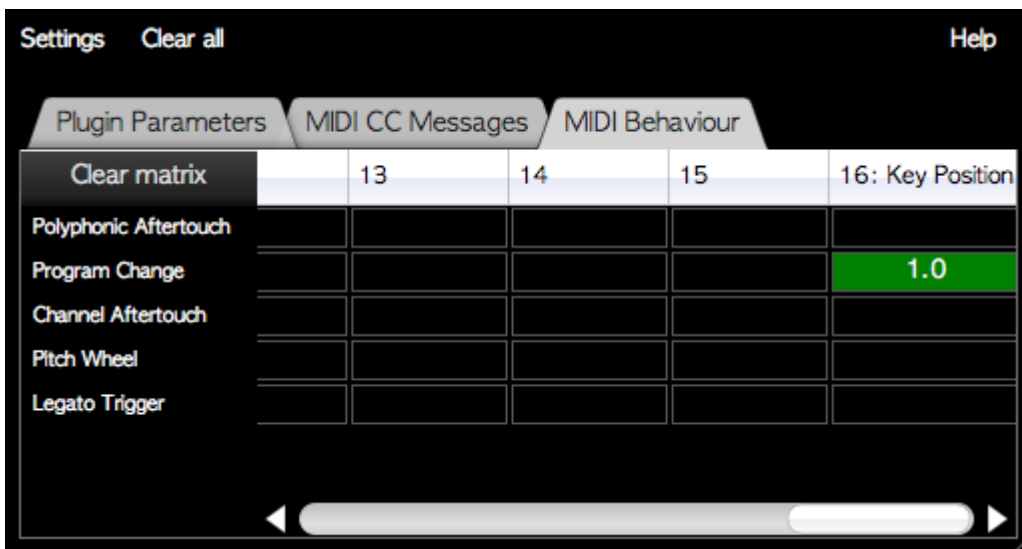 Settings Clear all Help
Plugin Parameters MIDI CC Messages MIDI Behaviour
Clear matrix 13 14 15 16: Key Position
Polyphonic Aftertouch
Program Change 1.0
Channel Aftertouch
Pitch Wheel
Legato Trigger